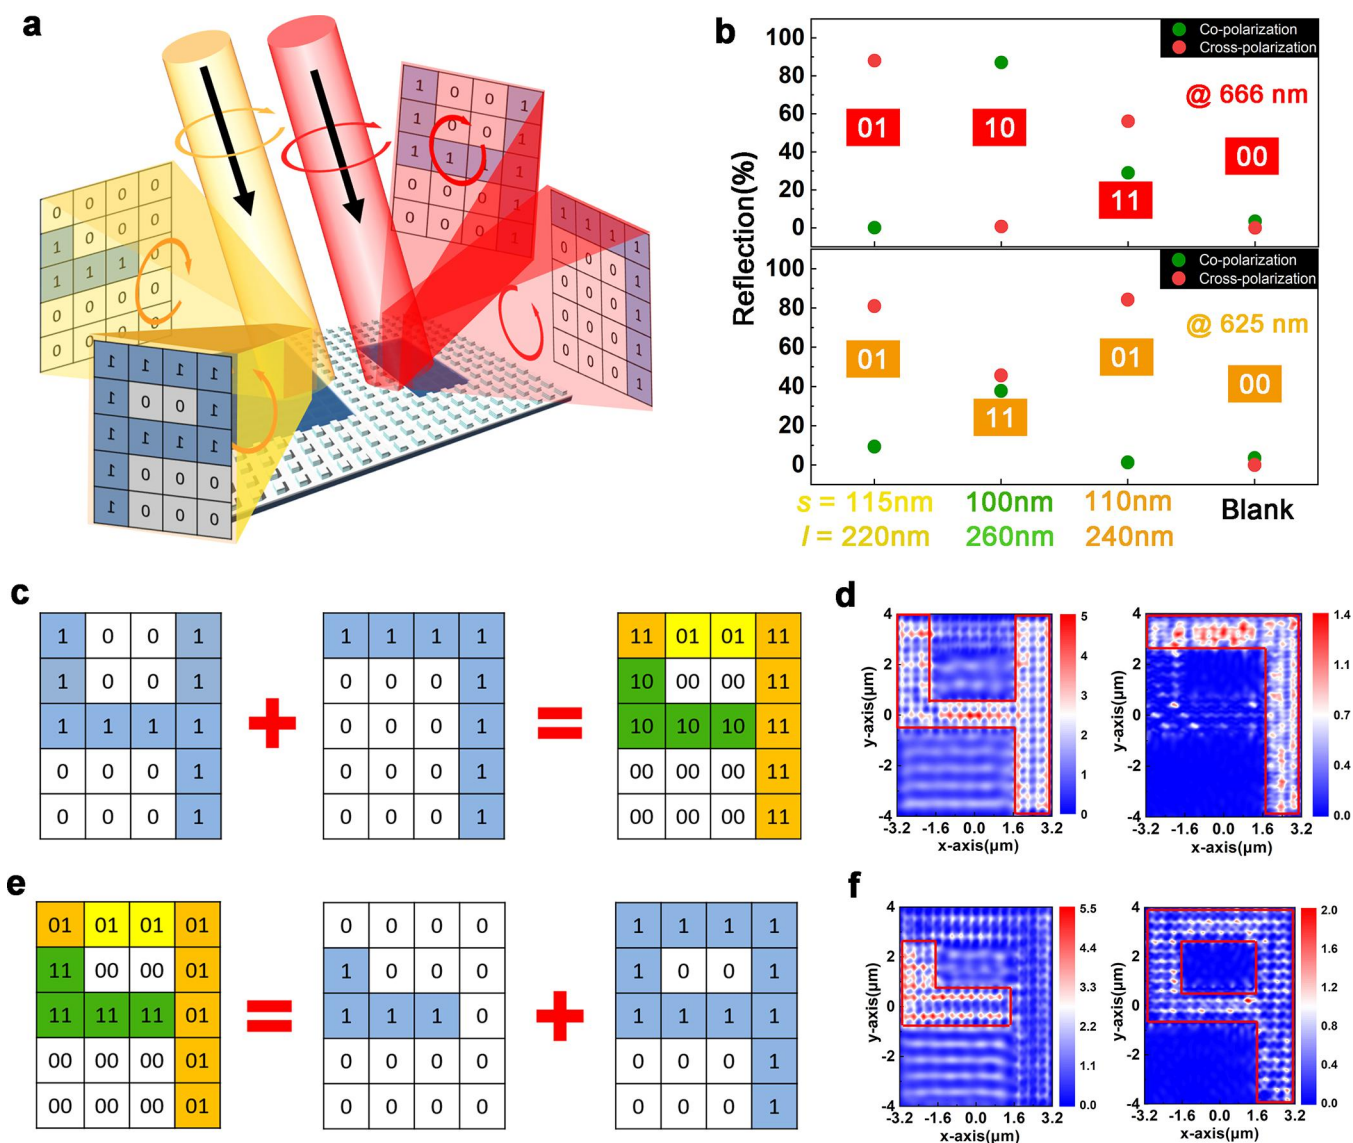 a
1 0 0 1
1 0 0 1
1 1 1 1
0 0 0 1
0 0 0 1
1 1 1 1
0 0 0 1
0 0 0 1
0 0 0 1
0 0 0 1
0 0 0 0
1 0 0 0
1 1 1 0
0 0 0 0
0 0 0 0
1 1 1 1
1 0 0 1
1 1 1 1
1 0 0 0
1 0 0 0
b
Reflection(%)
100
80
60
40
20
0
Co-polarization
Cross-polarization
@ 666 nm
01
10
11
00
100
80
60
40
20
0
Co-polarization
Cross-polarization
@ 625 nm
01
11
01
00
s = 115nm 100nm 110nm Blank
l = 220nm 260nm 240nm
c
1 0 0 1
1 0 0 1
1 1 1 1
0 0 0 1
0 0 0 1
+
1 1 1 1
0 0 0 1
0 0 0 1
0 0 0 1
0 0 0 1
=
11 01 01 11
10 00 00 11
10 10 10 11
00 00 00 11
00 00 00 11
d
y-axis(μm)
4
2
0
-2
-4
-3.2 -1.6 0.0 1.6 3.2
x-axis(μm)
5
4
3
2
1
0
y-axis(μm)
4
2
0
-2
-4
-3.2 -1.6 0.0 1.6 3.2
x-axis(μm)
1.4
1.1
0.7
0.4
0.0
e
01 01 01 01
11 00 00 01
11 11 11 01
00 00 00 01
00 00 00 01
=
0 0 0 0
1 0 0 0
1 1 1 0
0 0 0 0
0 0 0 0
+
1 1 1 1
1 0 0 1
1 1 1 1
0 0 0 1
0 0 0 1
f
y-axis(μm)
4
2
0
-2
-4
-3.2 -1.6 0.0 1.6 3.2
x-axis(μm)
5.5
4.4
3.3
2.2
1.1
0.0
y-axis(μm)
4
2
0
-2
-4
-3.2 -1.6 0.0 1.6 3.2
x-axis(μm)
2.0
1.6
1.2
0.8
0.4
0.0